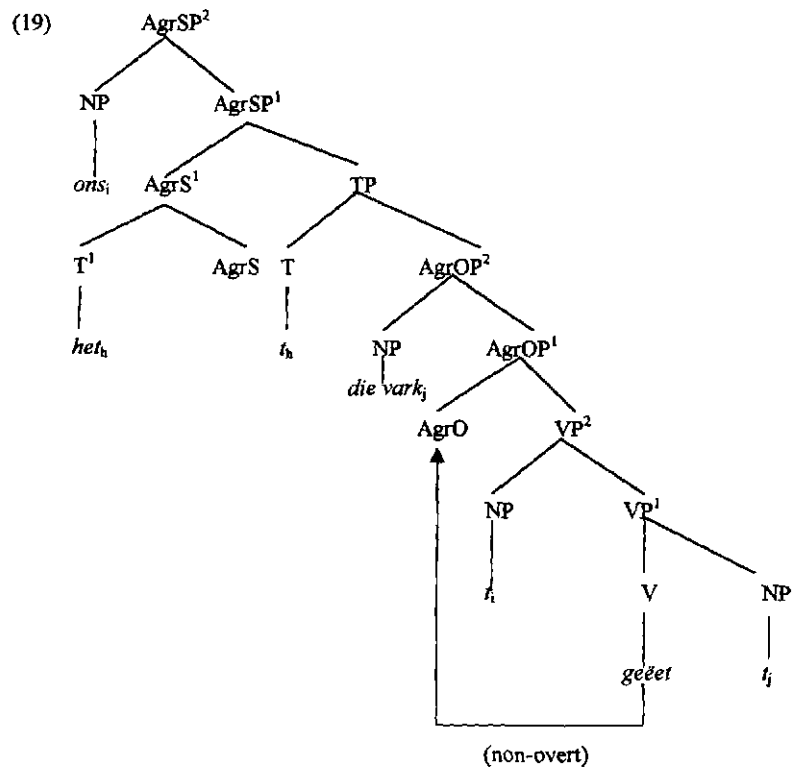 (19) AgrSP²
NP AgrSP¹
onsᵢ AgrS¹ TP
T¹ AgrS T AgrOP²
hetₕ tₕ NP AgrOP¹
die varkⱼ
AgrO VP²
NP VP¹
tᵢ V NP
geëet tⱼ
(non-overt)